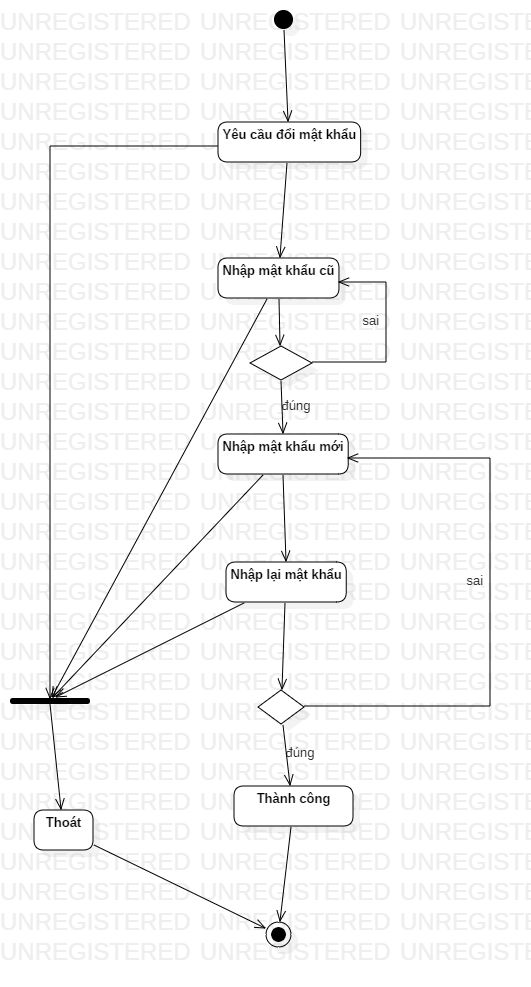 Yêu cầu đổi mật khẩu
Nhập mật khẩu cũ
sai
đúng
Nhập mật khẩu mới
Nhập lại mật khẩu
sai
đúng
Thành công
Thoát
UNREGISTERED